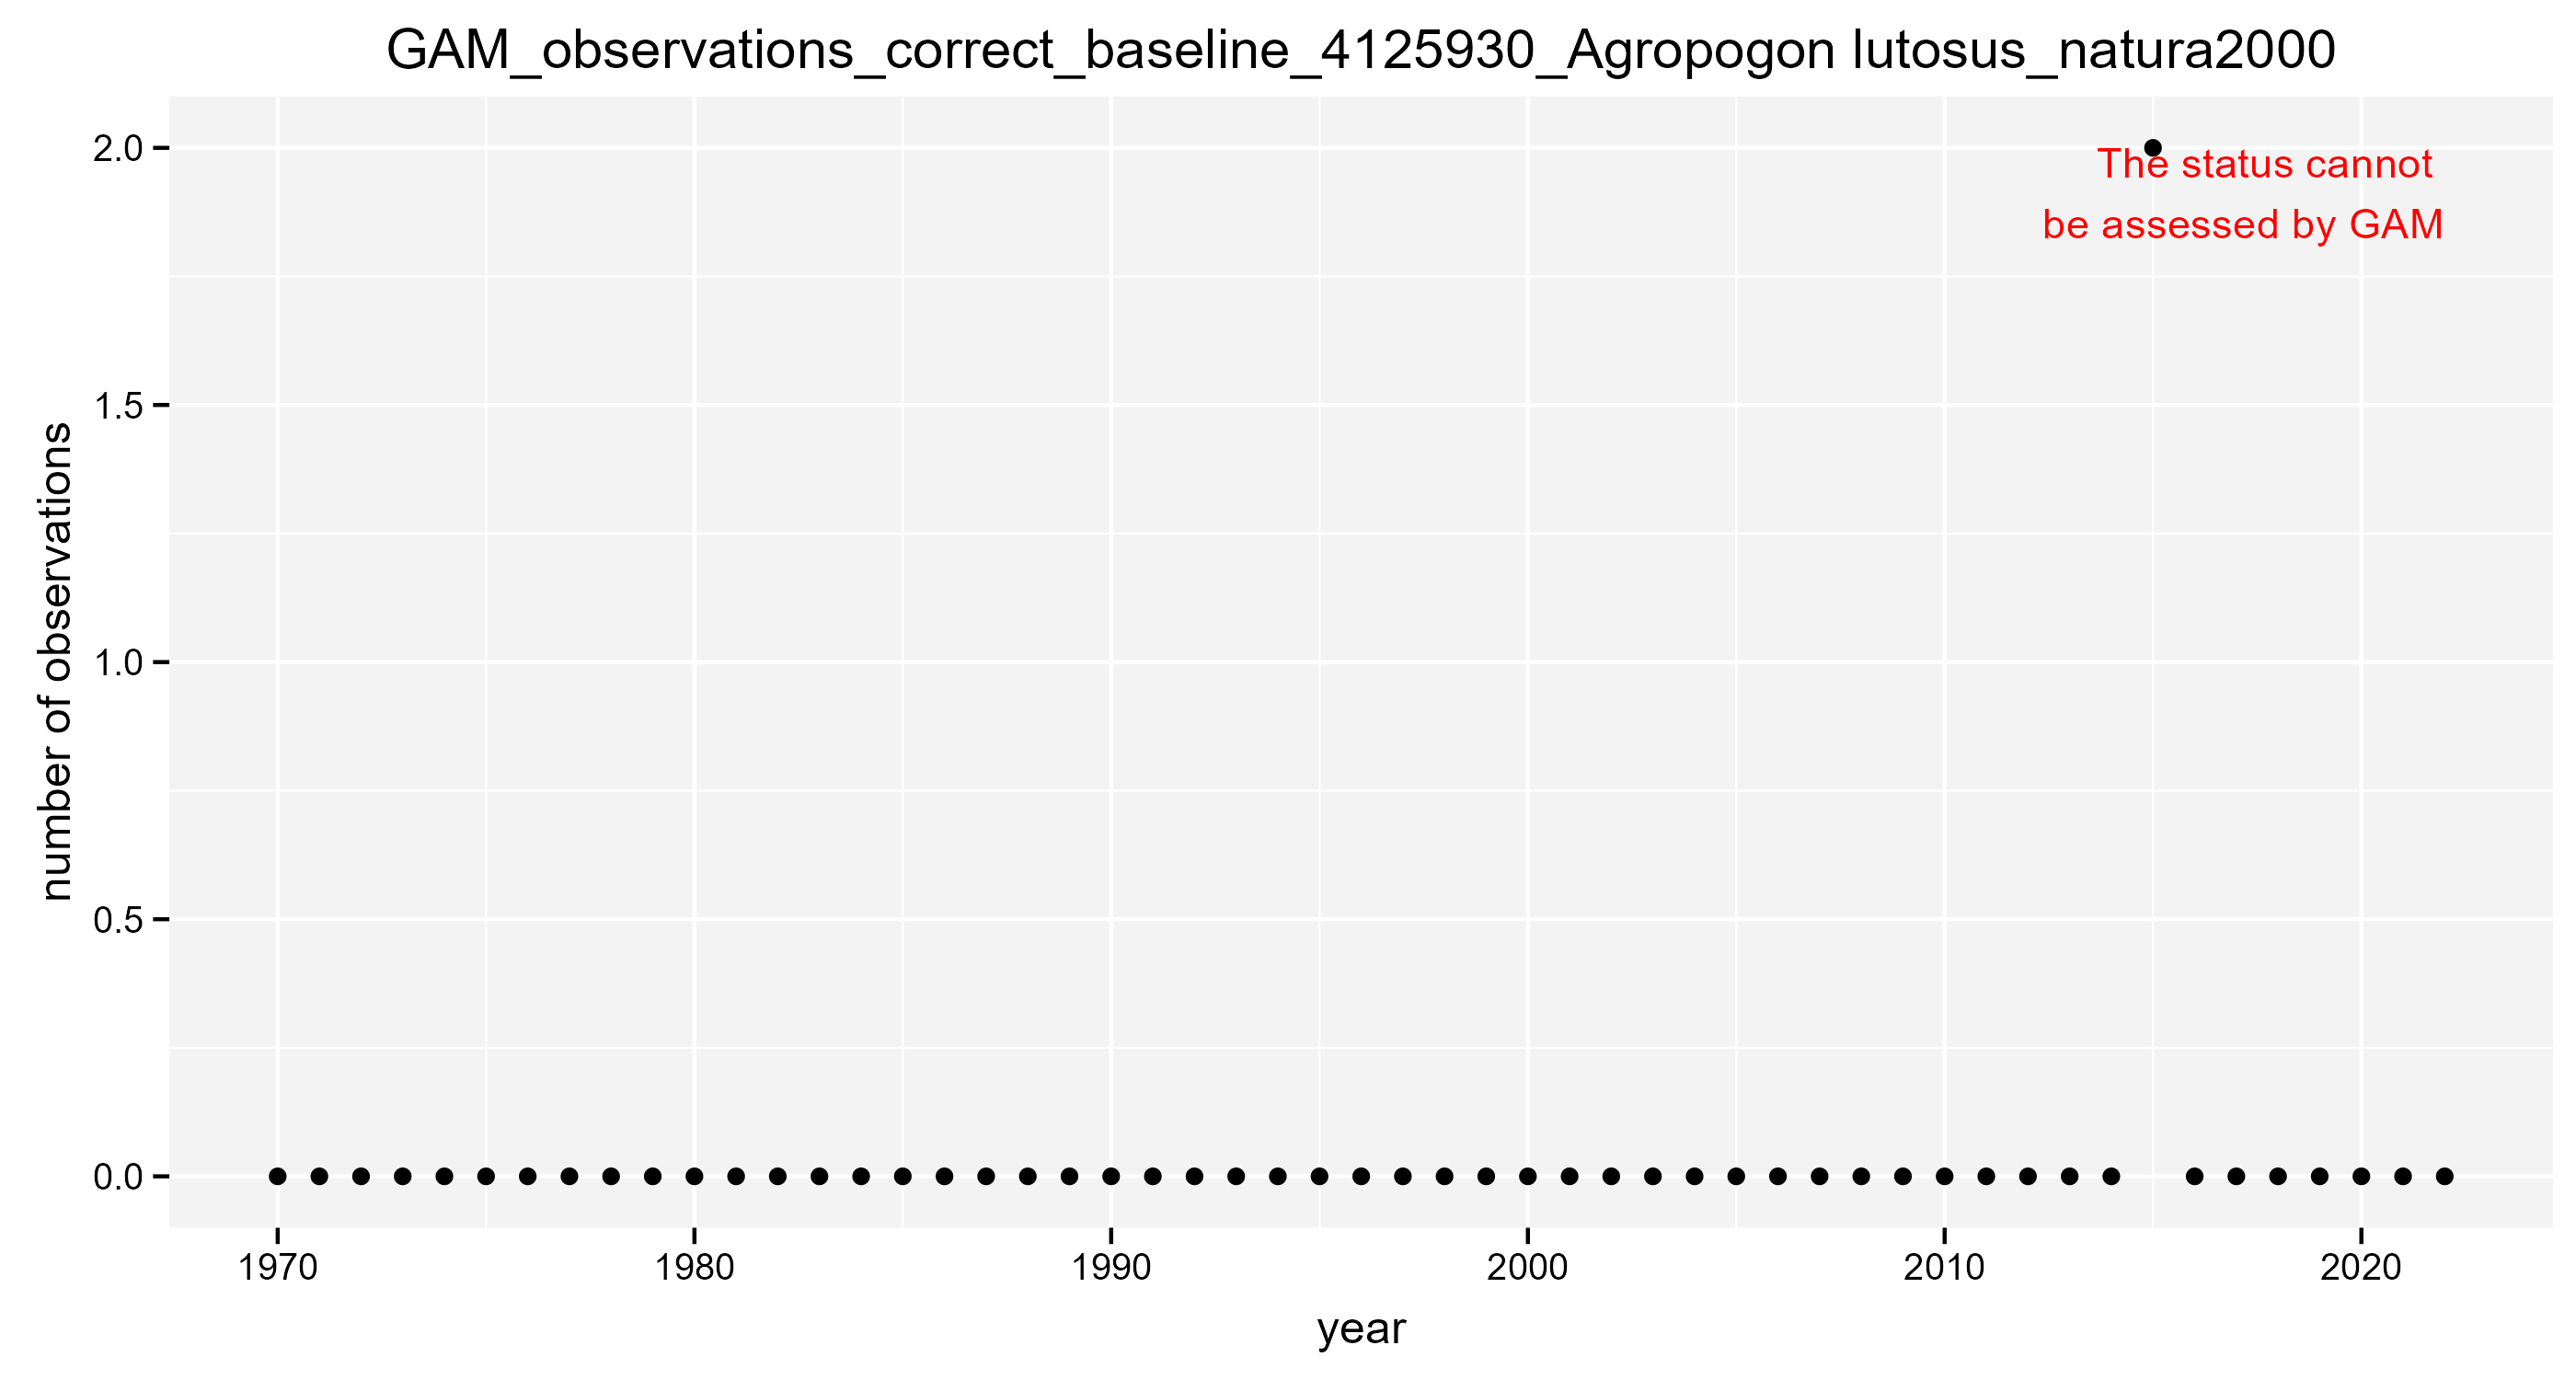 GAM_observations_correct_baseline_4125930_Agropogon lutosus_natura2000
2.0
The status cannot
be assessed by GAM
1.5
number of observations
1.0
0.5
0.0
1970 1980 1990 2000 2010 2020
year